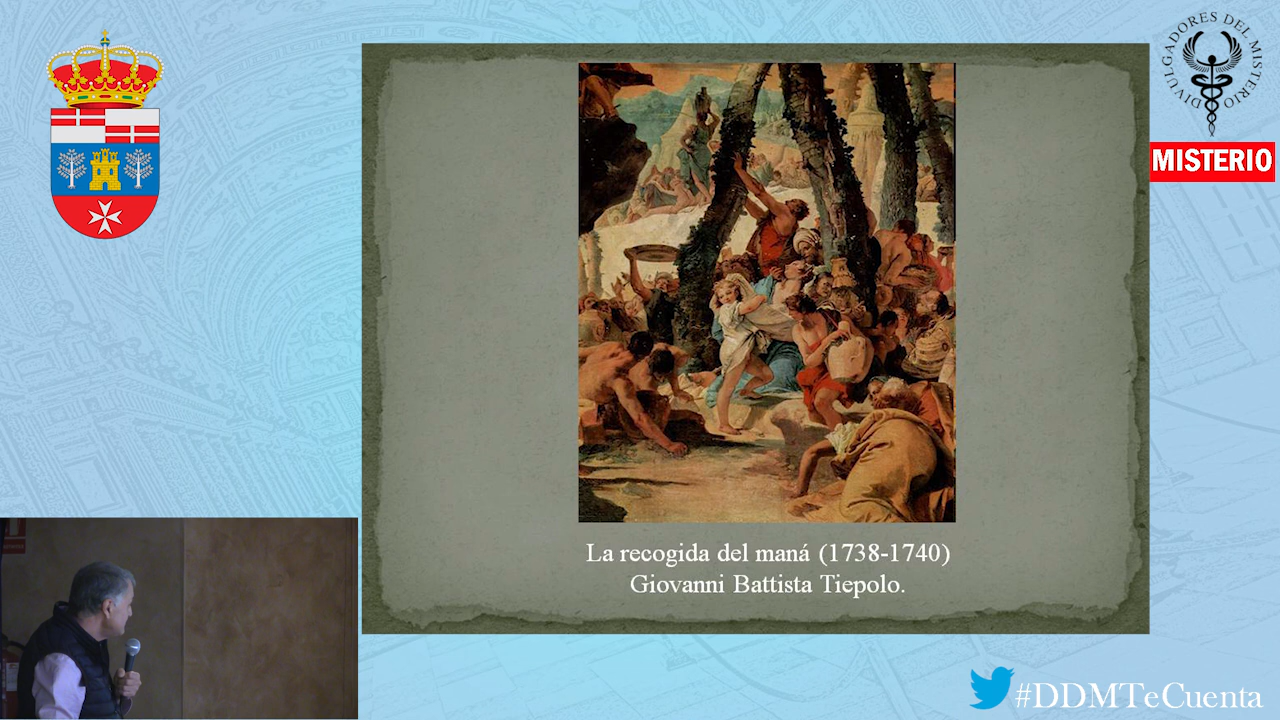 DIVULGADORES DEL MISTERIO
MISTERIO
La recogida del maná (1738-1740)
Giovanni Battista Tiepolo.
#DDMTeCuenta